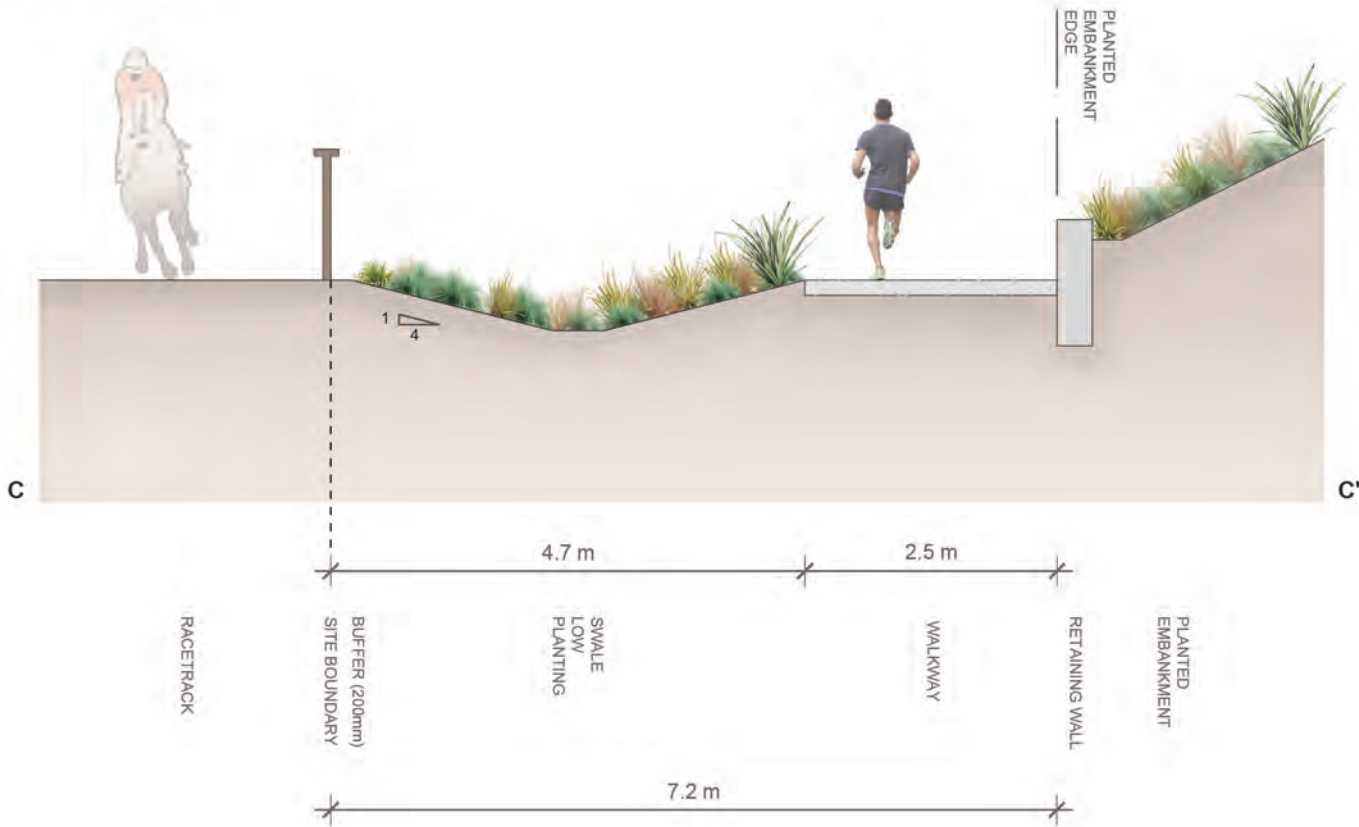 PLANTED
EMBANKMENT
EDGE
1
4
C
C'
4.7 m
2.5 m
RACETRACK
BUFFER (200mm)
SITE BOUNDARY
SWALE
LOW
PLANTING
WALKWAY
RETAINING WALL
PLANTED
EMBANKMENT
7.2 m